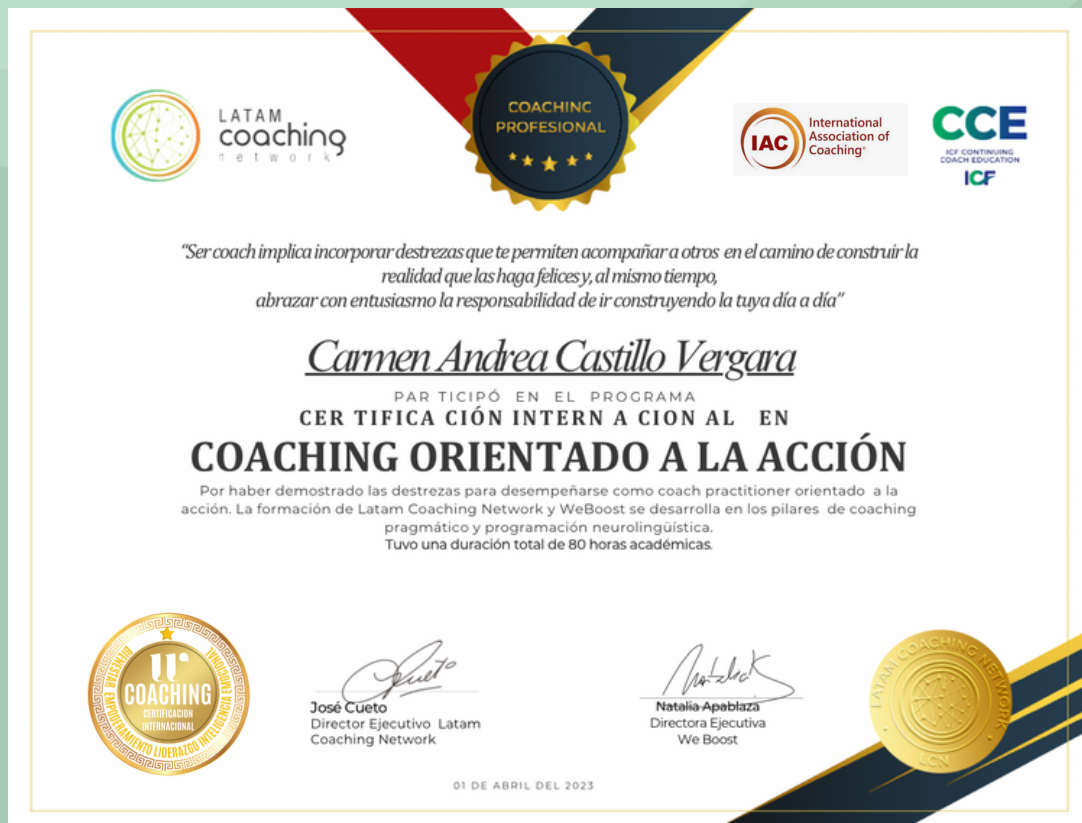 LATAM
coaching
network
COACHING
PROFESIONAL
IAC
International
Association of
Coaching®
CCE
ICF CONTINUING
COACH EDUCATION
ICF
“Ser coach implica incorporar destrezas que te permiten acompañar a otros en el camino de construir la
realidad que las haga felices y, al mismo tiempo,
abrazar con entusiasmo la responsabilidad de ir construyendo la tuya día a día”
Carmen Andrea Castillo Vergara
PAR TICIPÓ EN EL PROGRAMA
CER TIFICA CIÓN INTERN A CION AL EN
COACHING ORIENTADO A LA ACCIÓN
Por haber demostrado las destrezas para desempeñarse como coach practitioner orientado a la
acción. La formación de Latam Coaching Network y WeBoost se desarrolla en los pilares de coaching
pragmático y programación neurolingüística.
Tuvo una duración total de 80 horas académicas.
COACHING
CERTIFICACION
INTERNACIONAL
BIENESTAR EMPODERAMIENTO LIDERAZGO INTELIGENCIA EMOCIONAL
José Cueto
Director Ejecutivo Latam
Coaching Network
Natalia Apablaza
Directora Ejecutiva
We Boost
LATAM COACHING NETWORK
LCN
01 DE ABRIL DEL 2023